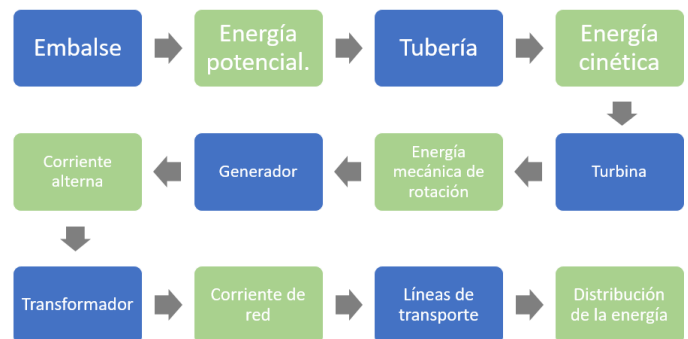 Embalse
Energía
potencial.
Tubería
Energía
cinética
Corriente
alterna
Generador
Energía
mecánica de
rotación
Turbina
Transformador
Corriente de
red
Líneas de
transporte
Distribución
de la energía